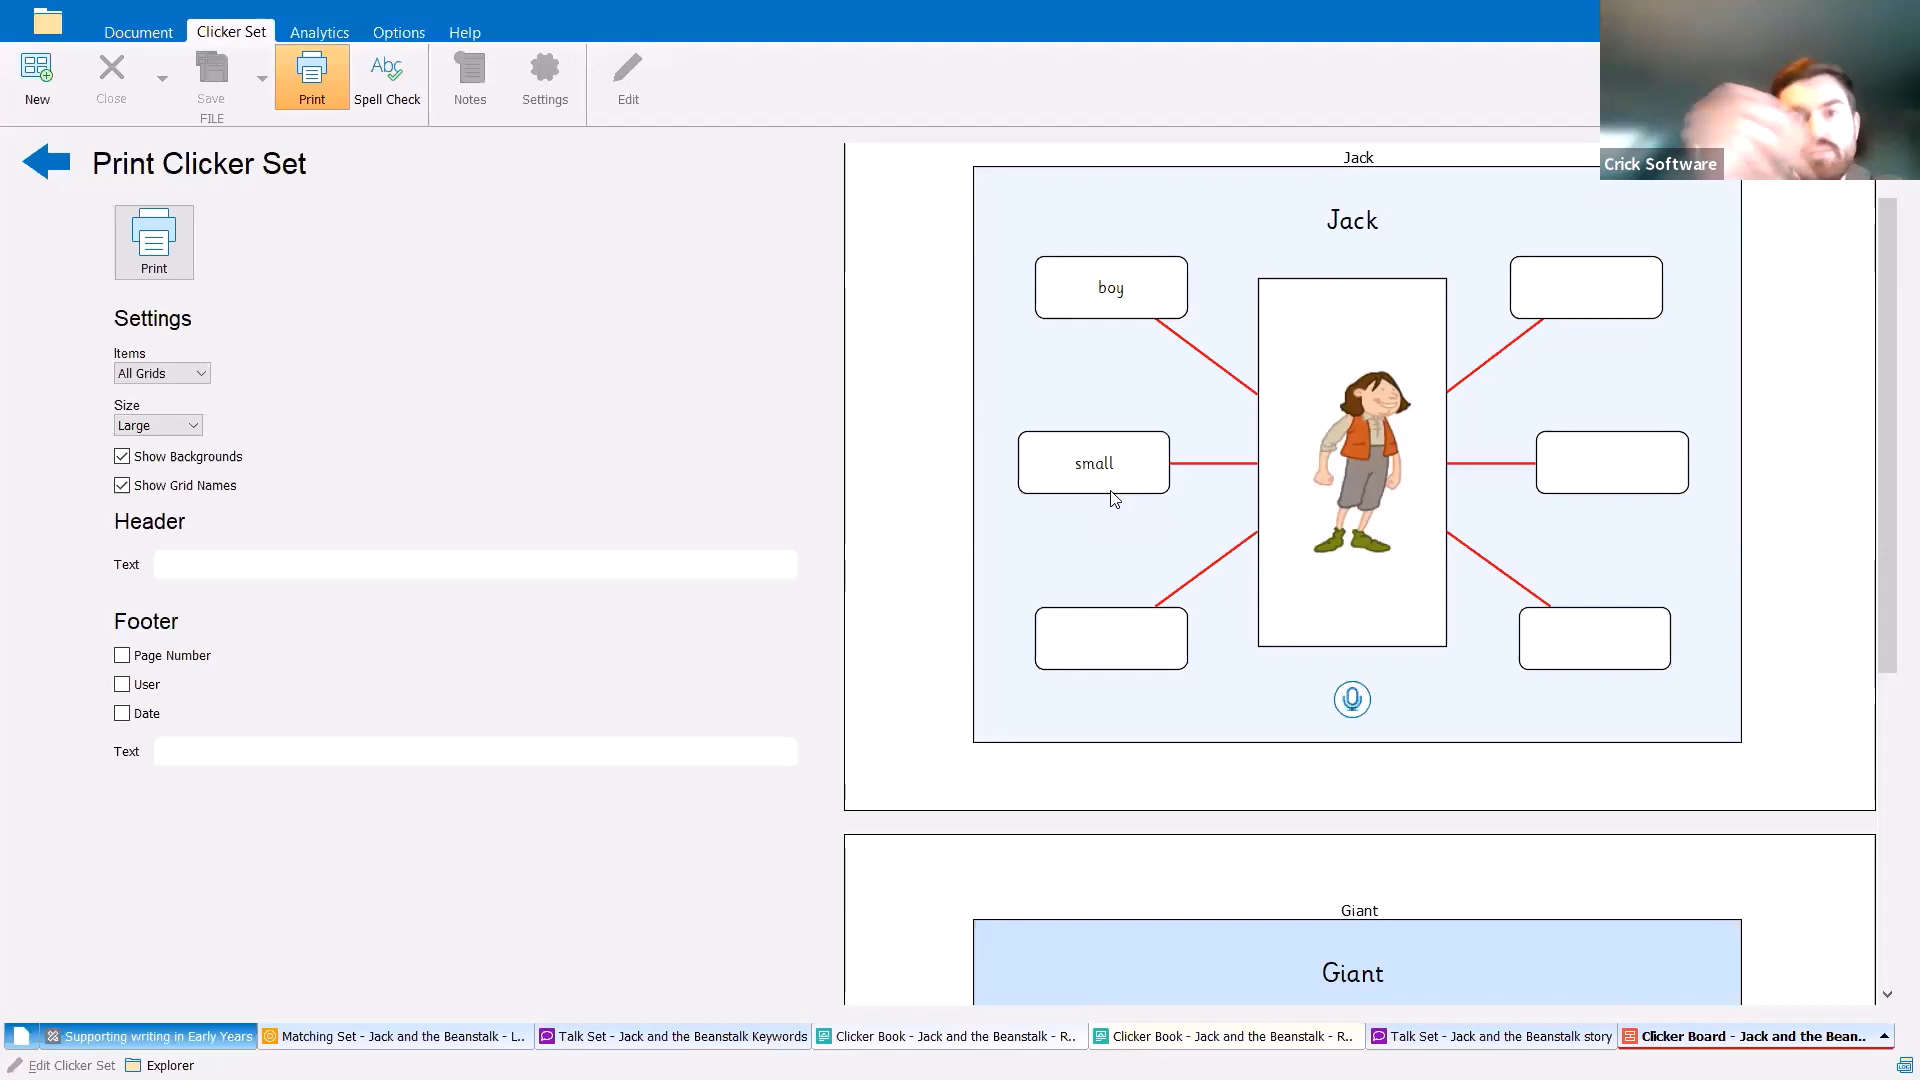 Document Clicker Set Analytics Options Help
New Close Save Print Spell Check Notes Settings Edit
Abc
FILE
Crick Software
Print Clicker Set
Print
Settings
Items
All Grids
Size
Large
Show Backgrounds
Show Grid Names
Header
Text
Footer
Page Number
User
Date
Text
Jack
Jack
boy
small
Giant
Giant
Supporting writing in Early Years
Matching Set - Jack and the Beanstalk - L..
Talk Set - Jack and the Beanstalk Keywords
Clicker Book - Jack and the Beanstalk - R..
Clicker Book - Jack and the Beanstalk - R..
Talk Set - Jack and the Beanstalk story
Clicker Board - Jack and the Bean..
Edit Clicker Set Explorer